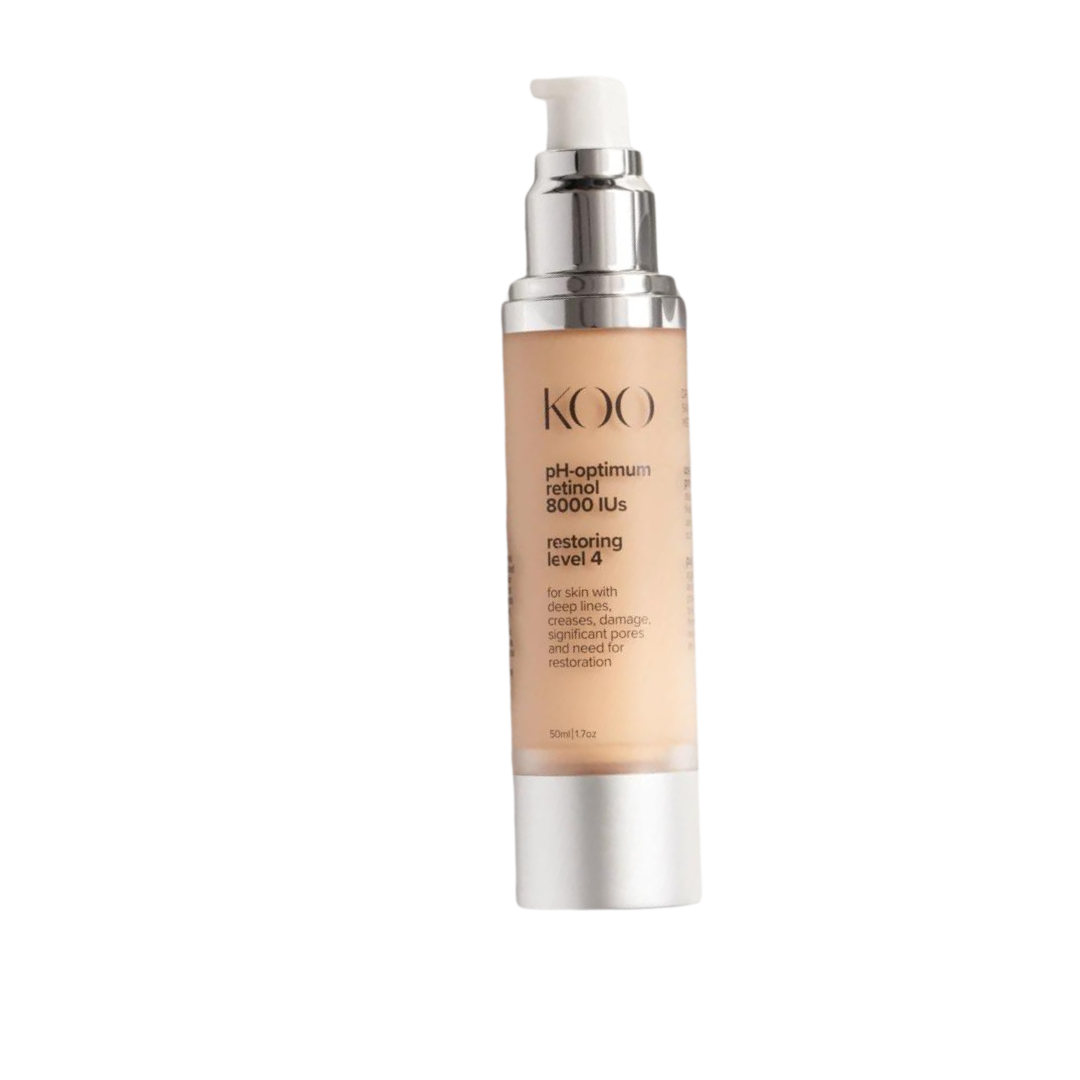 KOO
pH-optimum
retinol
8000 IUs
restoring
level 4
for skin with
deep lines,
creases, damage,
significant pores
and need for
restoration
50ml|1.7oz